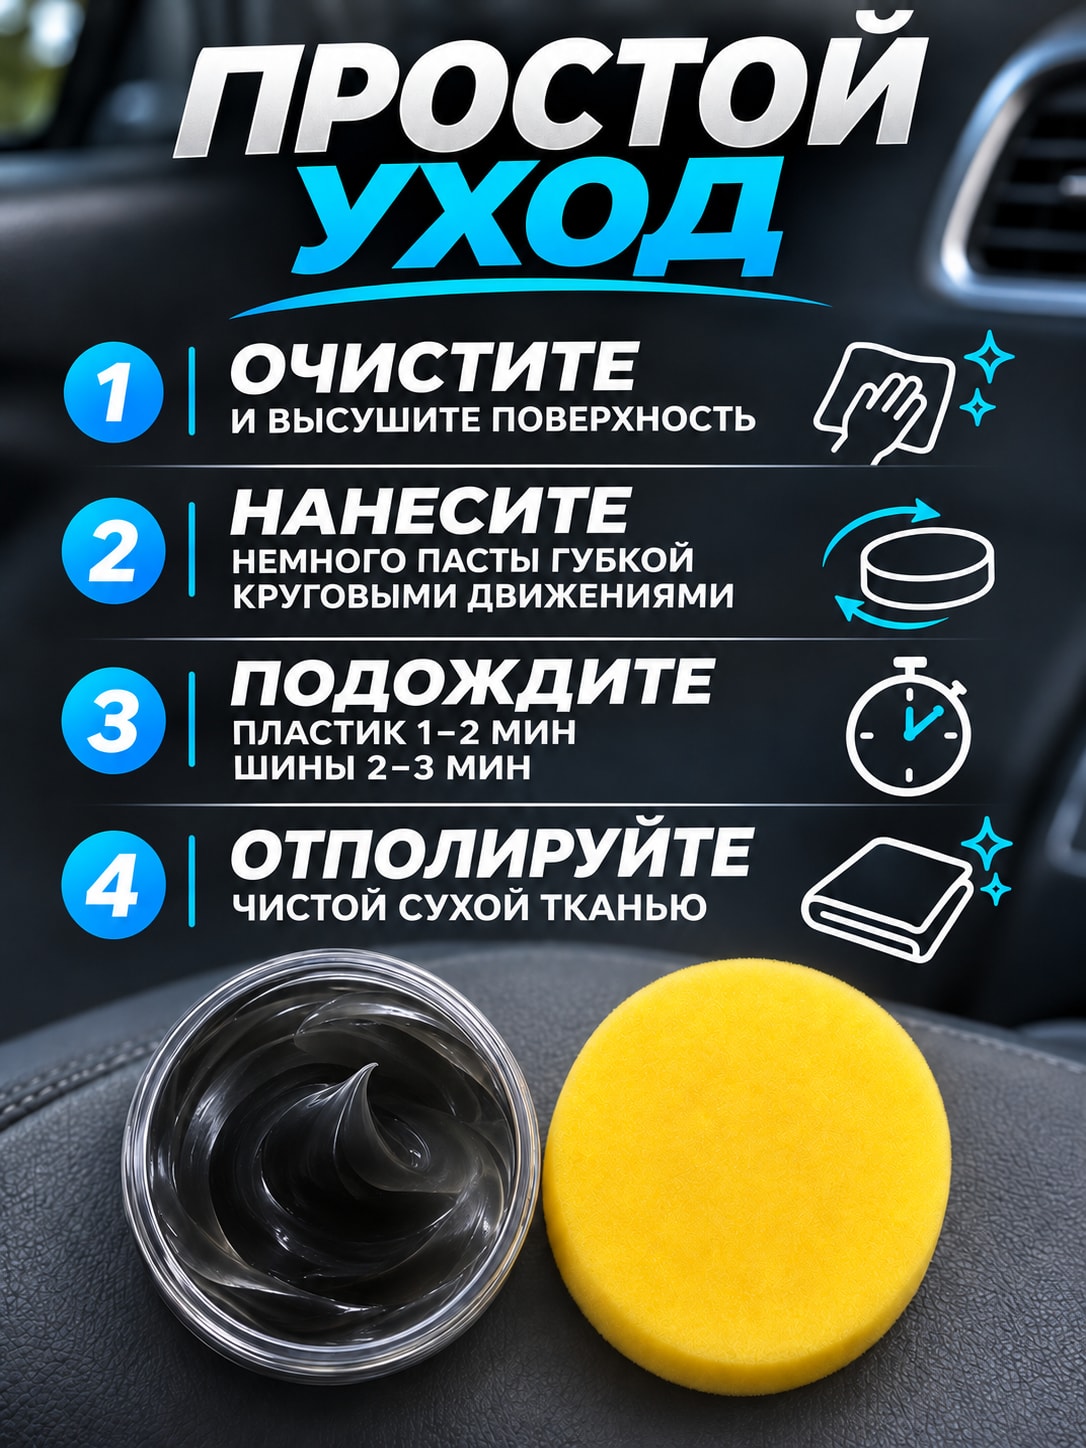 ПРОСТОЙ
УХОД
1
ОЧИСТИТЕ
И ВЫСУШИТЕ ПОВЕРХНОСТЬ
2
НАНЕСИТЕ
НЕМНОГО ПАСТЫ ГУБКОЙ
КРУГОВЫМИ ДВИЖЕНИЯМИ
3
ПОДОЖДИТЕ
ПЛАСТИК 1–2 МИН
ШИНЫ 2–3 МИН
4
ОТПОЛИРУЙТЕ
ЧИСТОЙ СУХОЙ ТКАНЬЮ